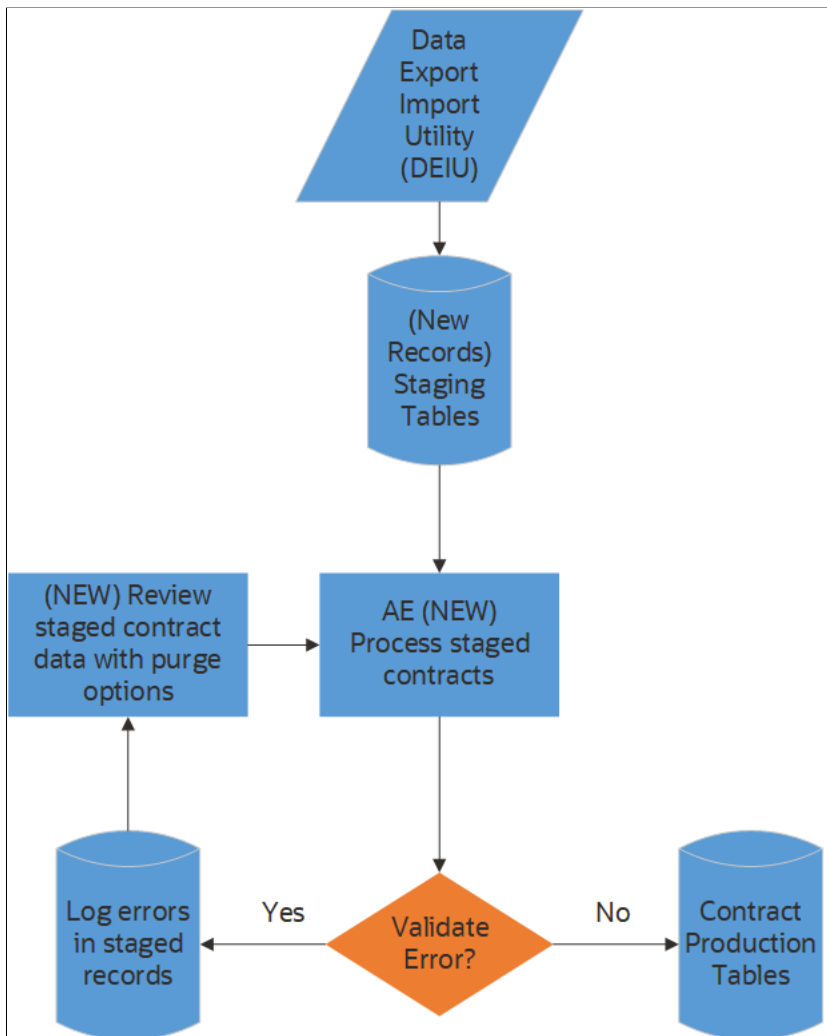 Data
Export
Import
Utility
(DEIU)
(New
Records)
Staging
Tables
(NEW) Review
staged contract
data with purge
options
AE (NEW)
Process staged
contracts
Log errors
in staged
records
Yes
Validate
Error?
No
Contract
Production
Tables